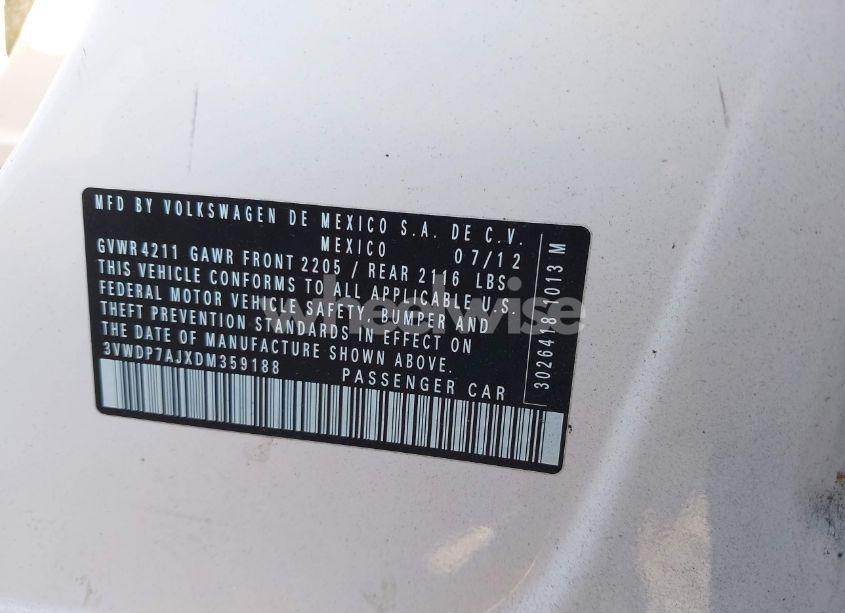 MFD BY VOLKSWAGEN DE MEXICO S.A. DE C.V.
MEXICO 07/12
GVWR 4211 GAWR FRONT 2205 / REAR 2116 LBS
THIS VEHICLE CONFORMS TO ALL APPLICABLE U.S.
FEDERAL MOTOR VEHICLE SAFETY, BUMPER AND
THEFT PREVENTION STANDARDS IN EFFECT ON
THE DATE OF MANUFACTURE SHOWN ABOVE.
3VWDP7AJXDM359188 PASSENGER CAR
3026418 1013 M
wheelwise